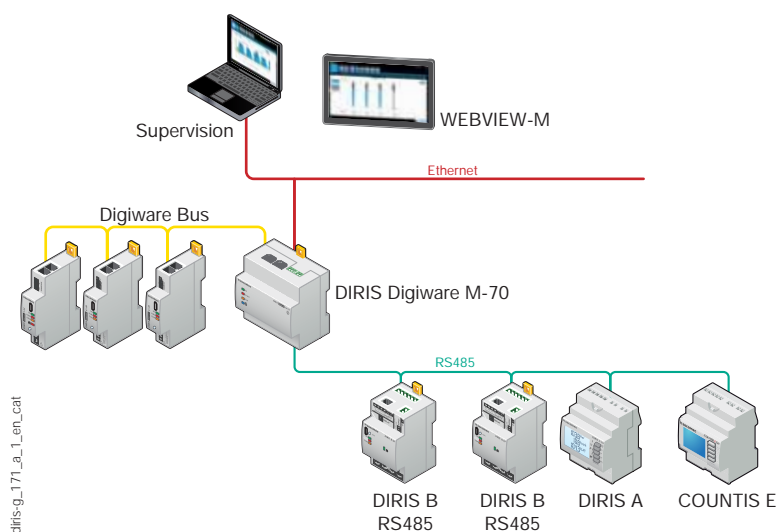 Supervision
WEBVIEW-M
Ethernet
Digiware Bus
DIRIS Digiware M-70
RS485
DIRIS B
RS485
DIRIS B
RS485
DIRIS A
COUNTIS E
diris-g_171_a_1_en_cat